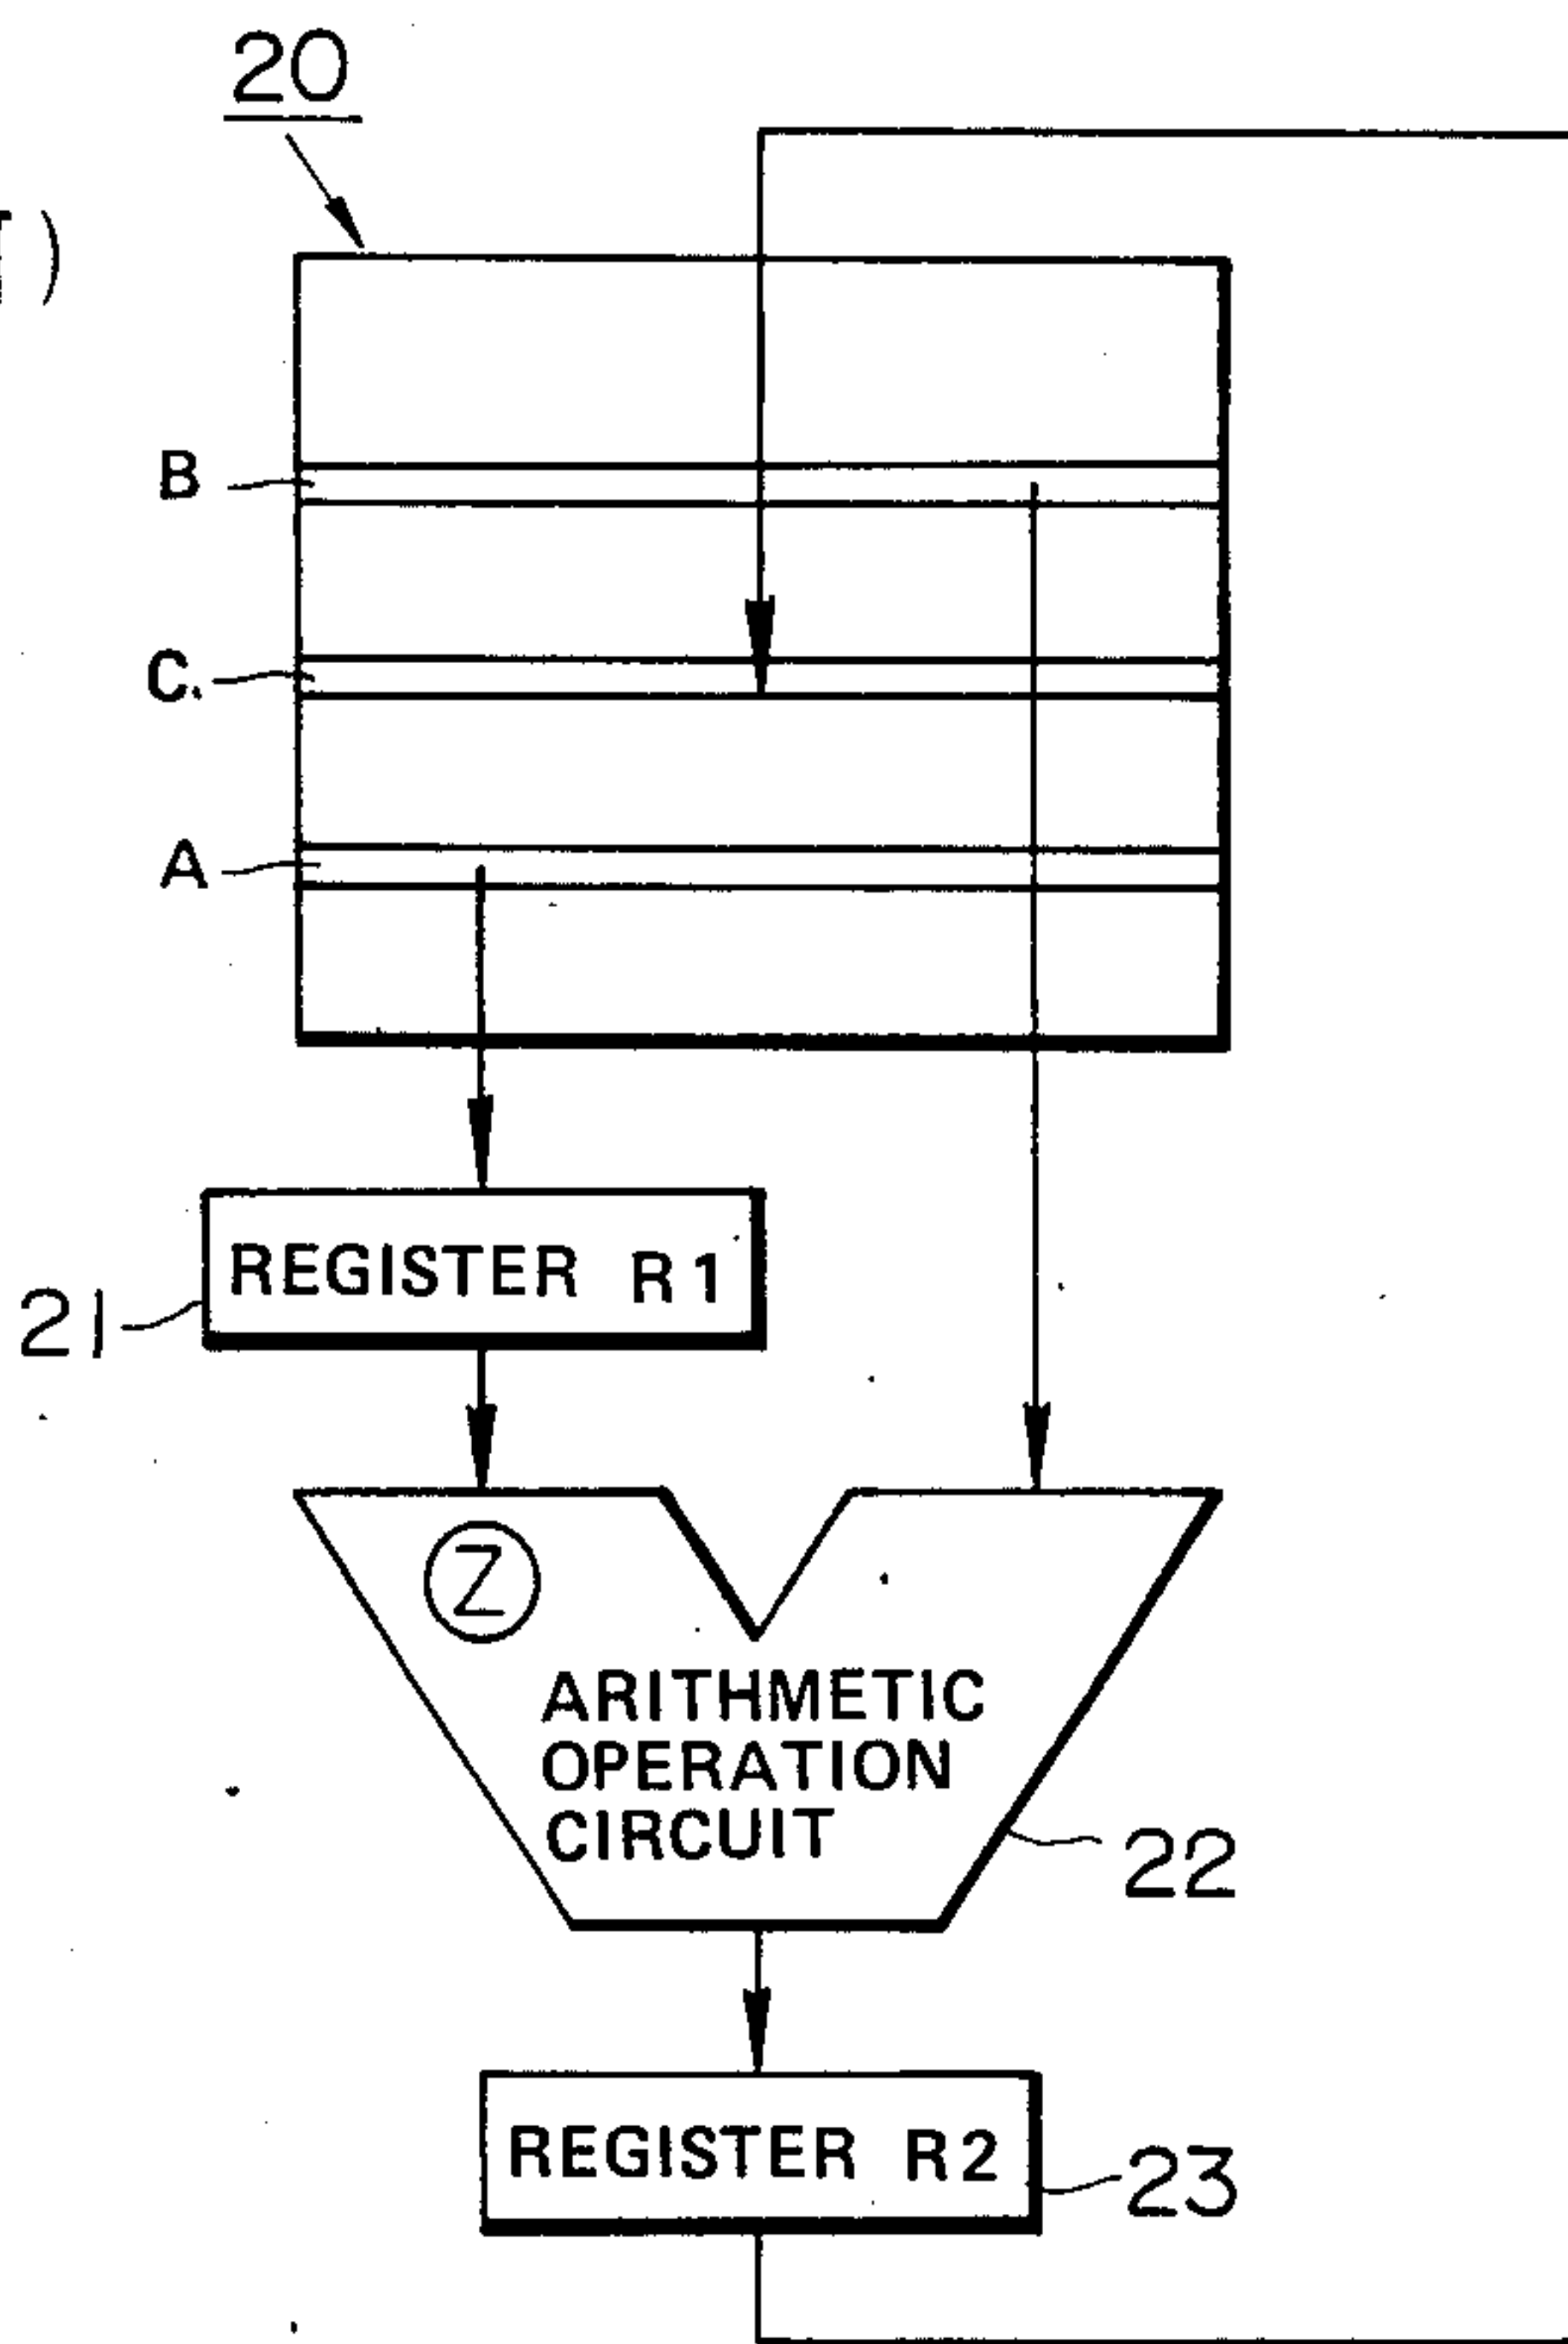 20
)
B
C.
A
REGISTER R1
21
Z
ARITHMETIC
OPERATION
CIRCUIT
22
REGISTER R2
23